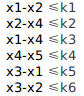 x1-x2 ≤k1
x2-x4 ≤k2
x1-x4 ≤k3
x4-x5 ≤k4
x3-x1 ≤k5
x3-x2 ≤k6